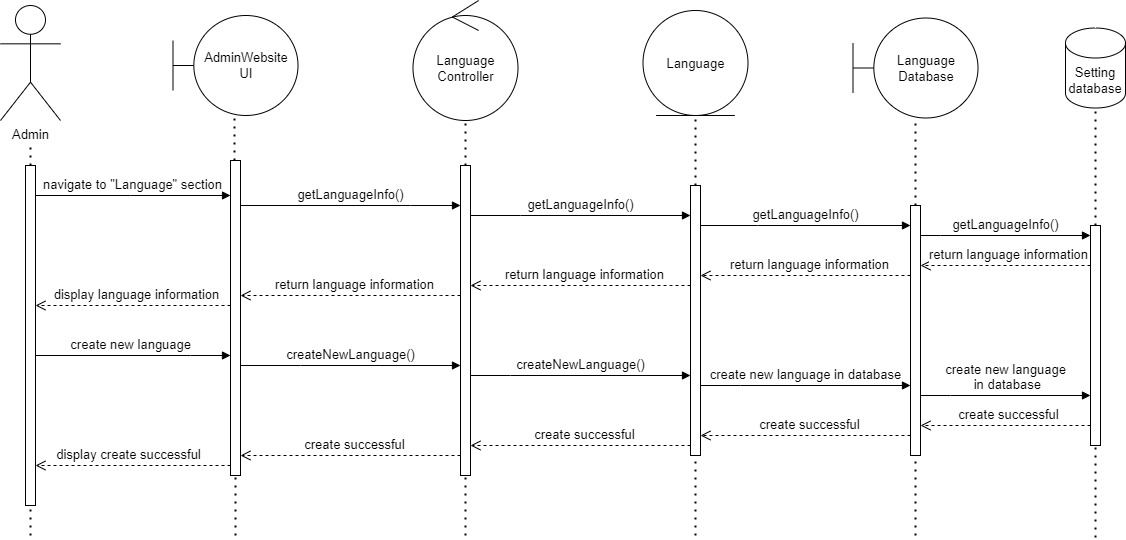 AdminWebsite
UI
Language
Controller
Language
Language
Database
Setting
database
Admin
navigate to "Language" section
getLanguageInfo()
getLanguageInfo()
getLanguageInfo()
getLanguageInfo()
return language information
return language information
return language information
return language information
display language information
create new language
createNewLanguage()
createNewLanguage()
create new language in database
create new language
in database
create successful
create successful
create successful
create successful
display create successful